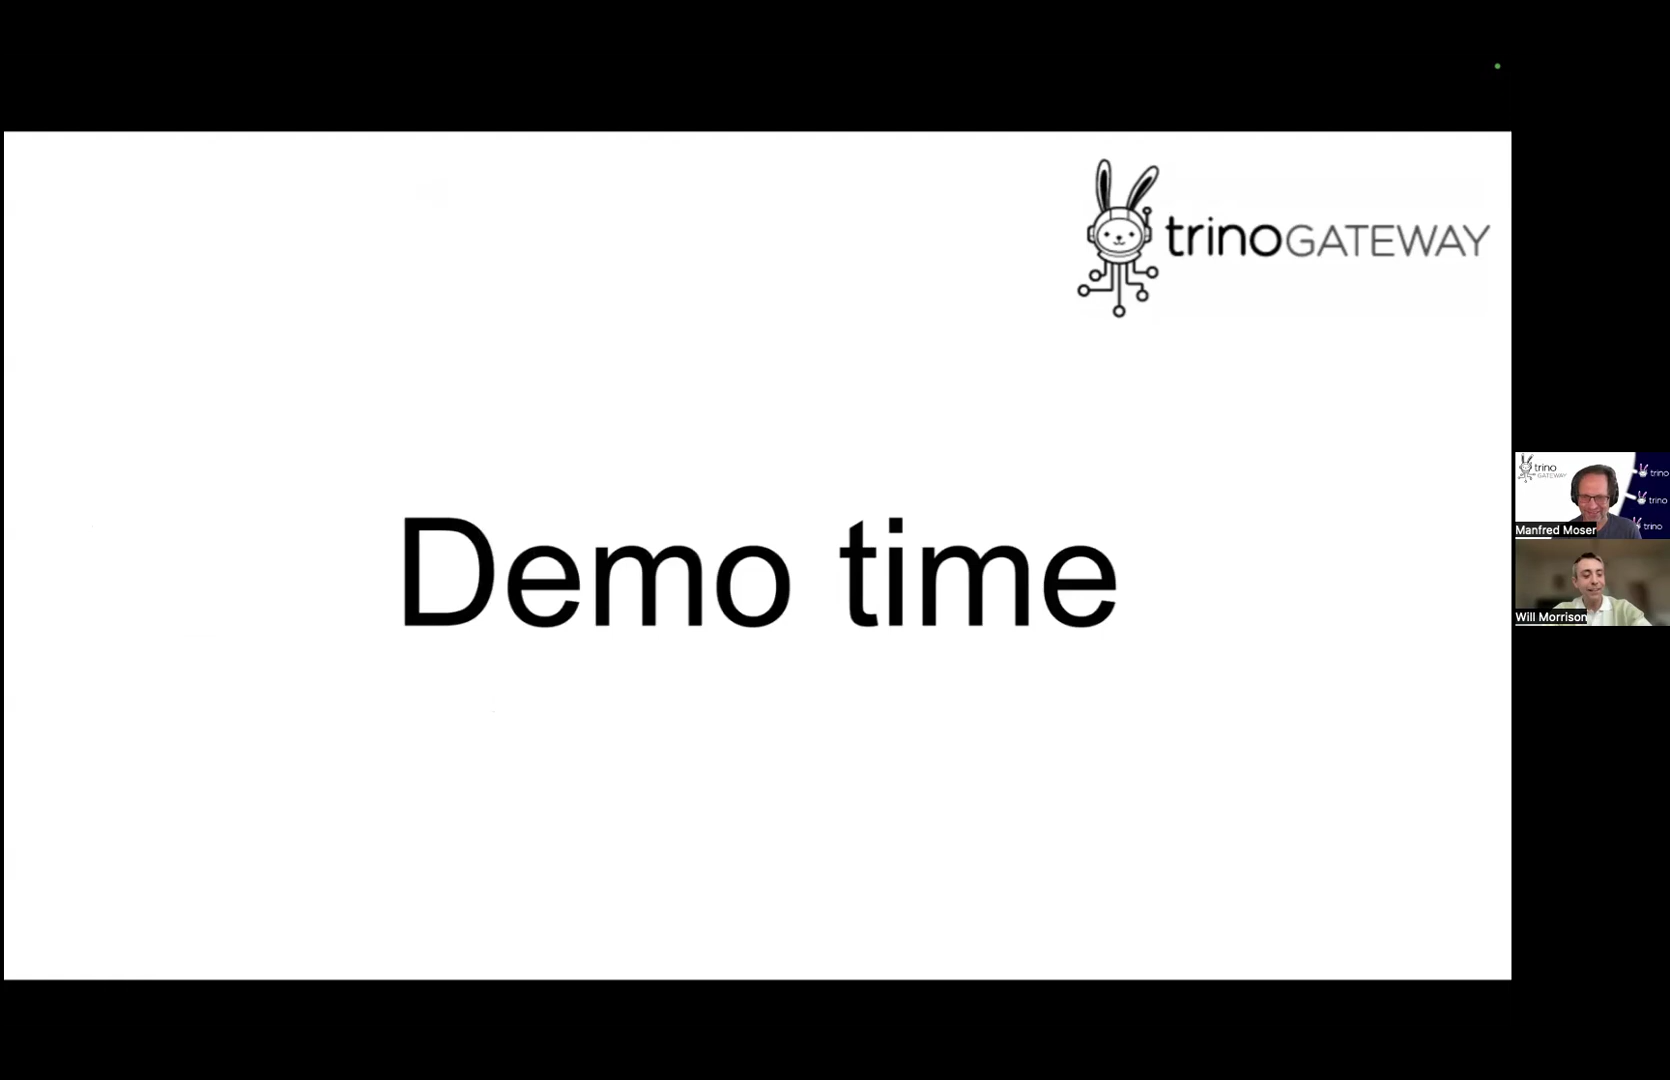 trinoGATEWAY
Demo time
trino
GATEWAY
trino
trino
trino
Manfred Moser
Will Morrison